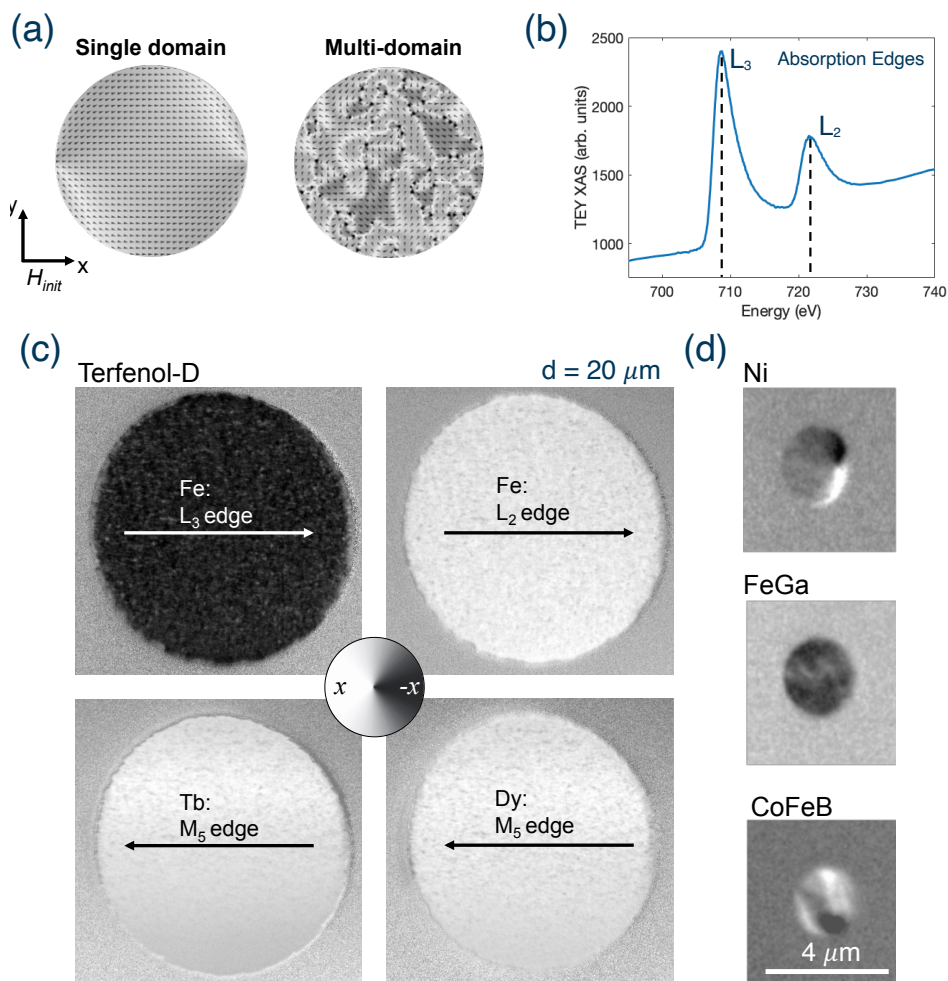 (a)
Single domain
Multi-domain
y
H_init
x
(b)
2500
2000
1500
1000
TEY XAS (arb. units)
L₃
Absorption Edges
L₂
700
710
720
730
740
Energy (eV)
(c)
Terfenol-D
d = 20 μm
Fe:
L₃ edge
Fe:
L₂ edge
x
-x
Tb:
M₅ edge
Dy:
M₅ edge
(d)
Ni
FeGa
CoFeB
4 μm